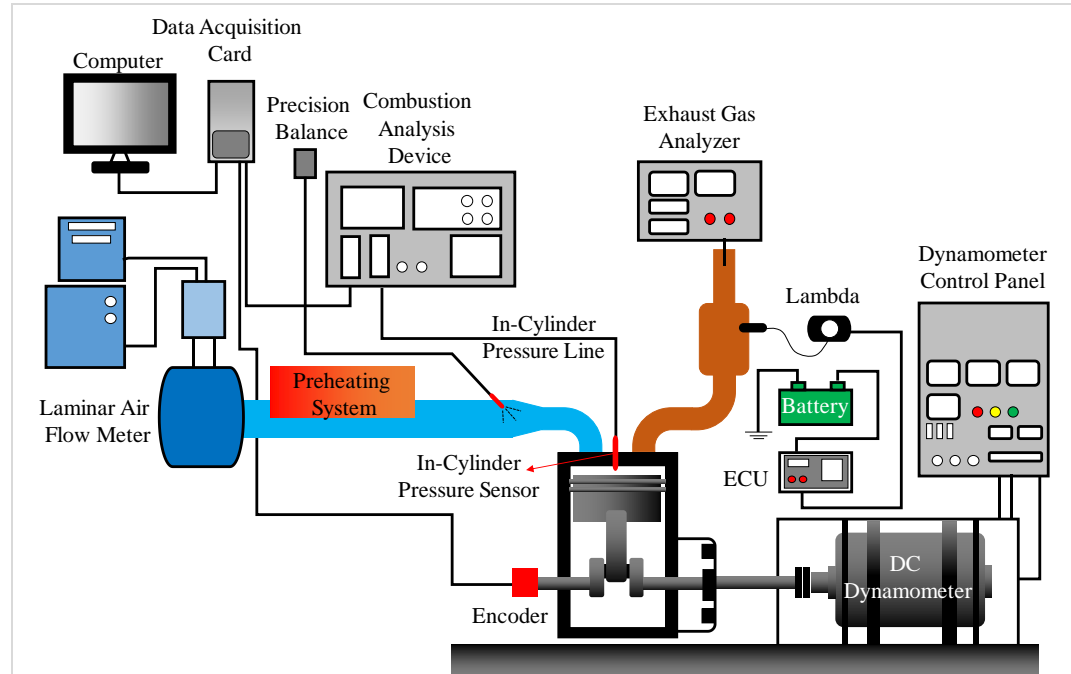 Data Acquisition
Card
Computer
Precision
Balance
Combustion
Analysis
Device
Exhaust Gas
Analyzer
Dynamometer
Control Panel
Lambda
In-Cylinder
Pressure Line
Preheating
System
Laminar Air
Flow Meter
Battery
In-Cylinder
Pressure Sensor
ECU
DC
Dynamometer
Encoder